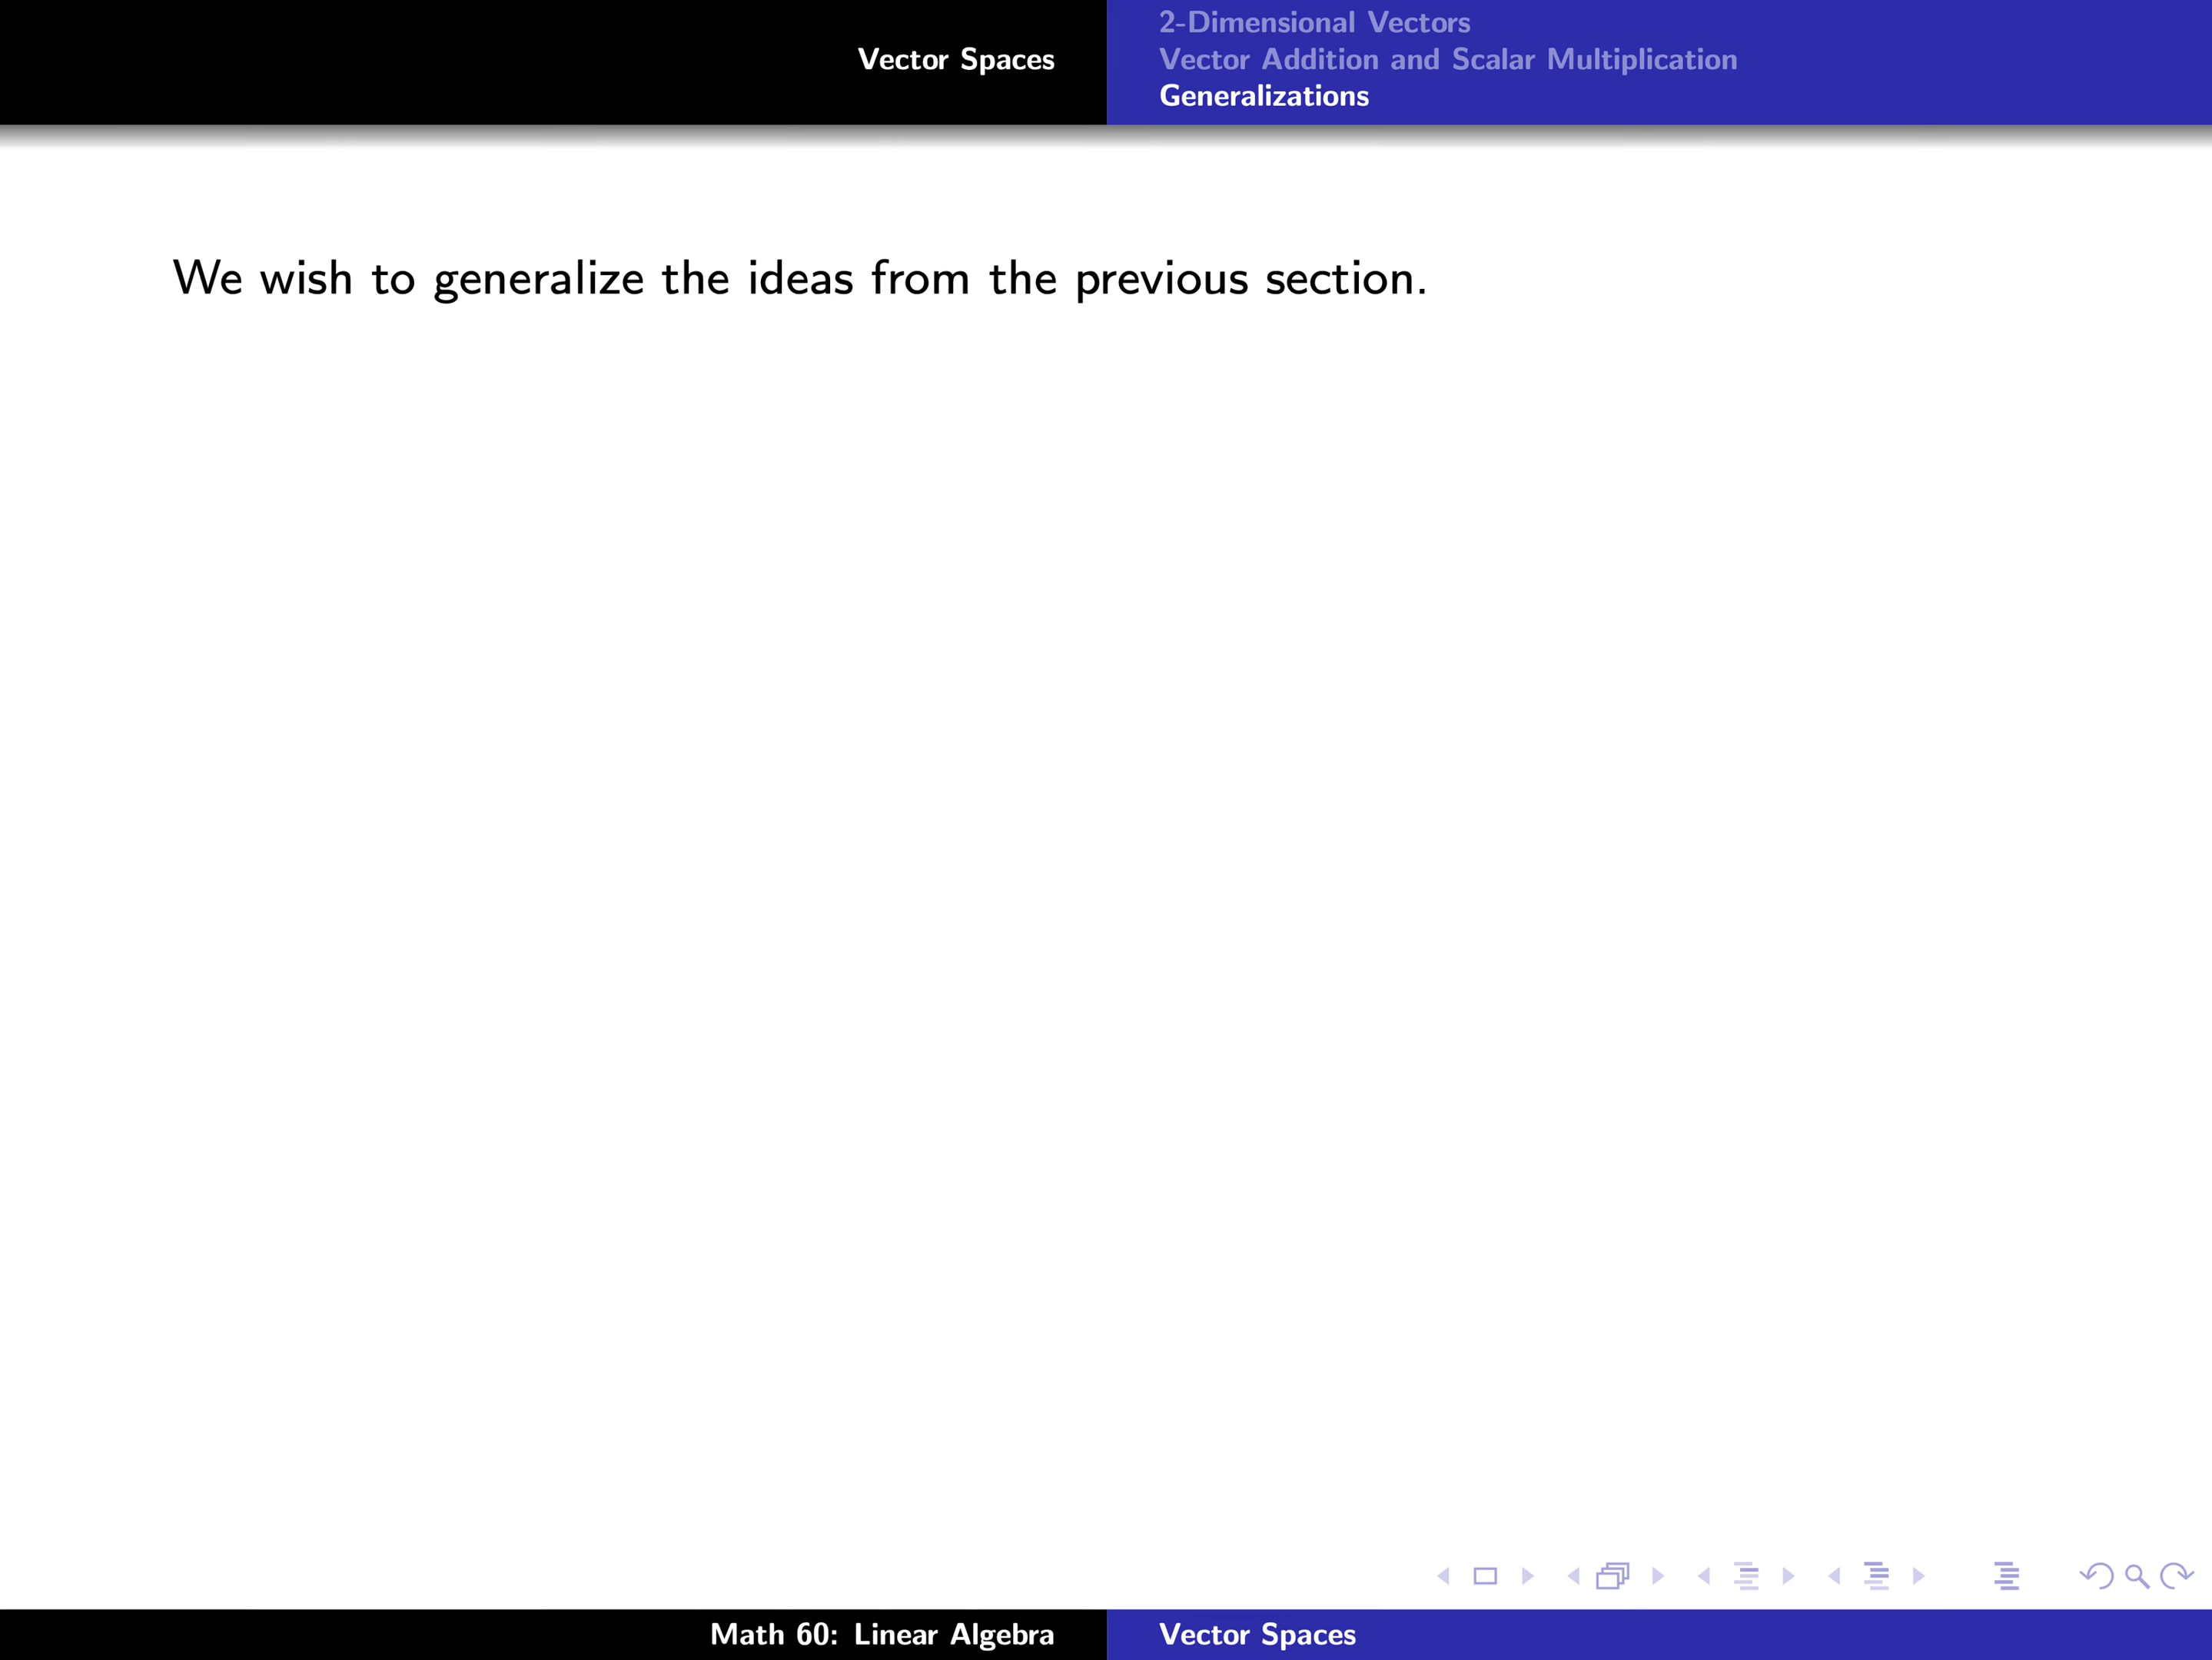 Vector Spaces
2-Dimensional Vectors
Vector Addition and Scalar Multiplication
Generalizations
We wish to generalize the ideas from the previous section.
Math 60: Linear Algebra
Vector Spaces